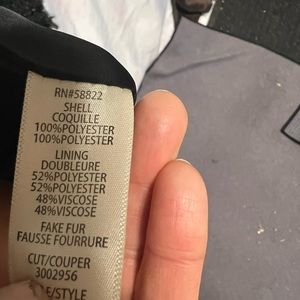 RN#58822
SHELL
COQUILLE
100%POLYESTER
100%POLYESTER
LINING
DOUBLEURE
52%POLYESTER
52%POLYESTER
48%VISCOSE
48%VISCOSE
FAKE FUR
FAUSSE FOURRURE
CUT/COUPER
3002956
E/STYLE